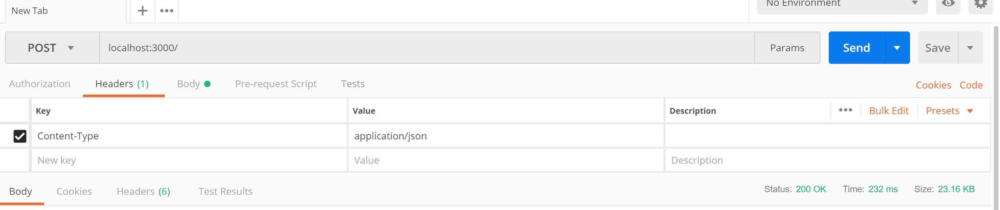 New Tab
No Environment
POST localhost:3000/ Params Send Save
Authorization Headers (1) Body Pre-request Script Tests Cookies Code
Key Value Description Bulk Edit Presets
Content-Type application/json
New key Value Description
Body Cookies Headers (6) Test Results Status: 200 OK Time: 232 ms Size: 23.16 KB